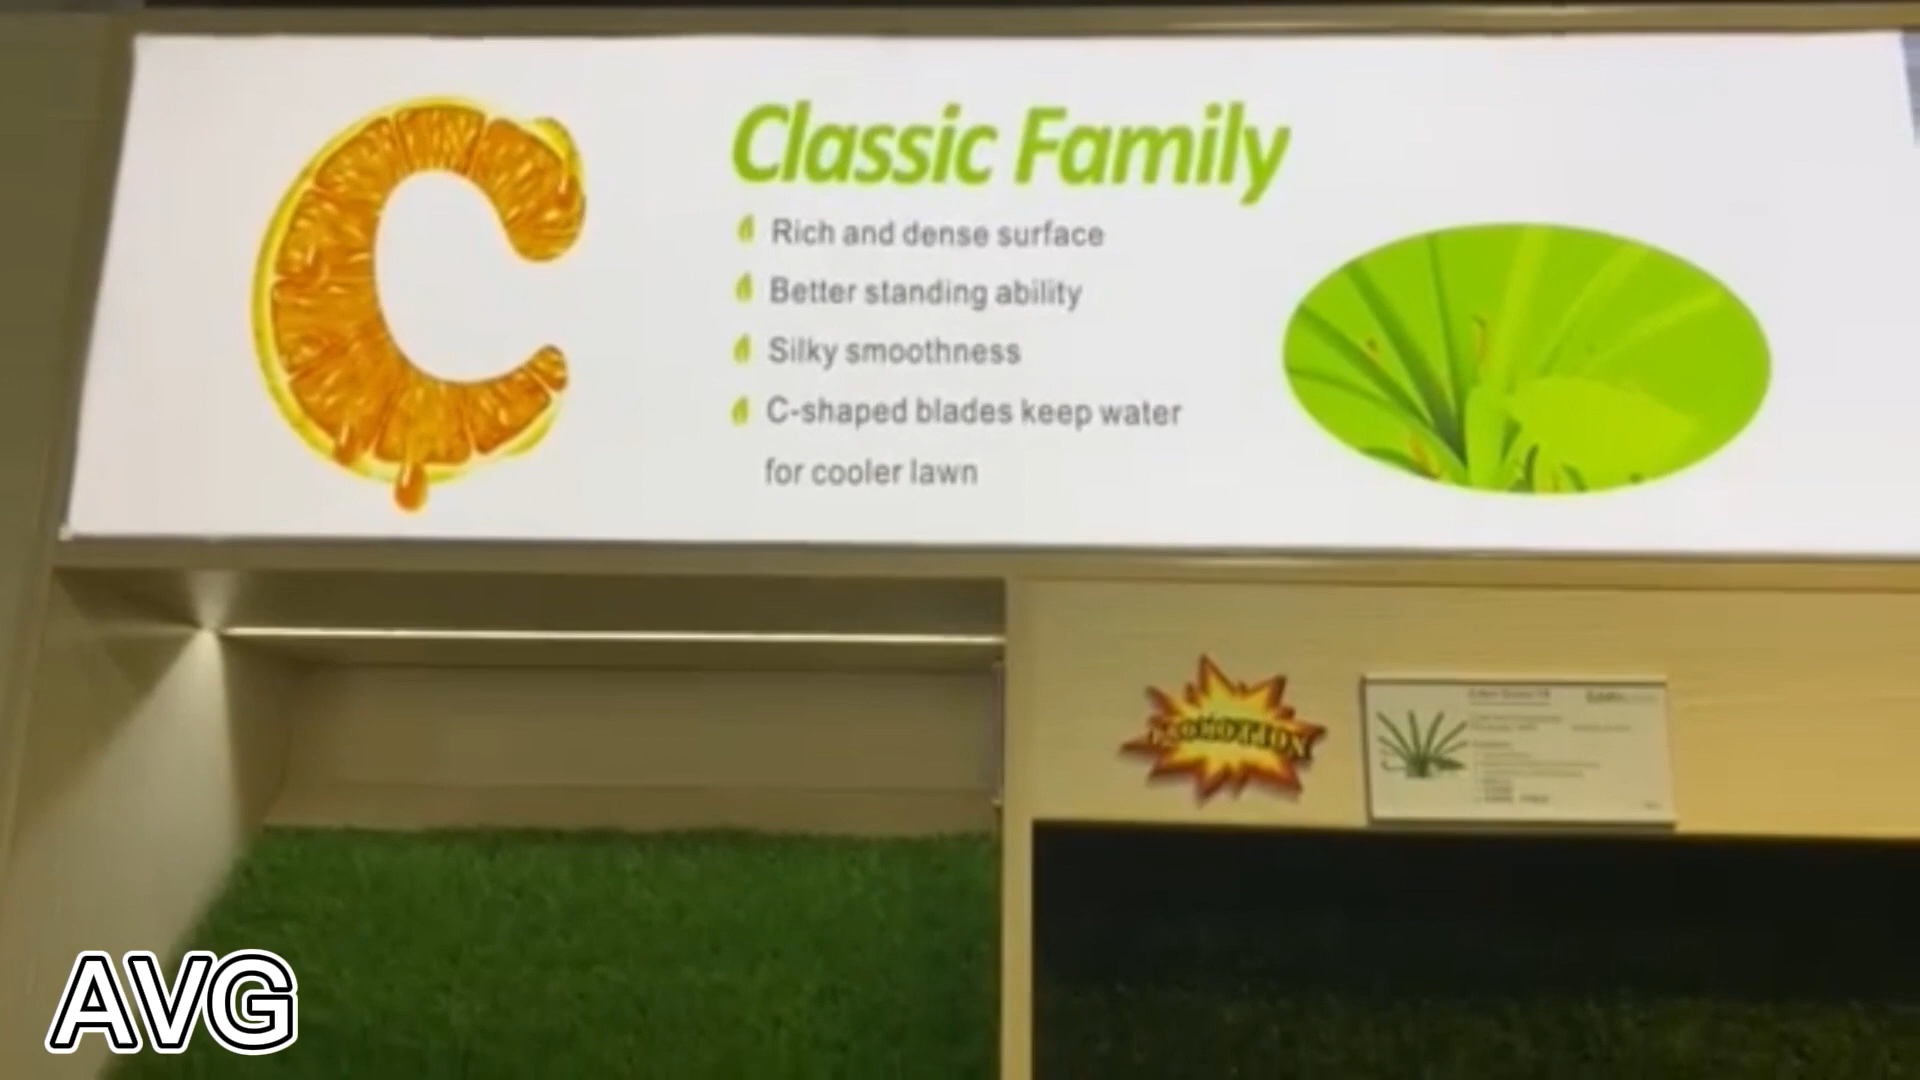 C
Classic Family
Rich and dense surface
Better standing ability
Silky smoothness
C-shaped blades keep water
for cooler lawn
PROMOTION
AVG